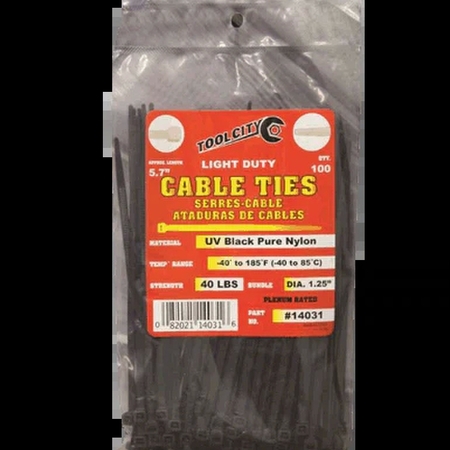 TOOL CITY
APPROX. LENGTH
5.7"
LIGHT DUTY
QTY.
100
CABLE TIES
SERRES-CABLE
ATADURAS DE CABLES
MATERIAL UV Black Pure Nylon
TEMP° RANGE -40° to 185°F (-40 to 85°C)
STRENGTH 40 LBS BUNDLE DIA. 1.25"
PLENUM RATED
PART NO. #14031
0 82021 14031 6